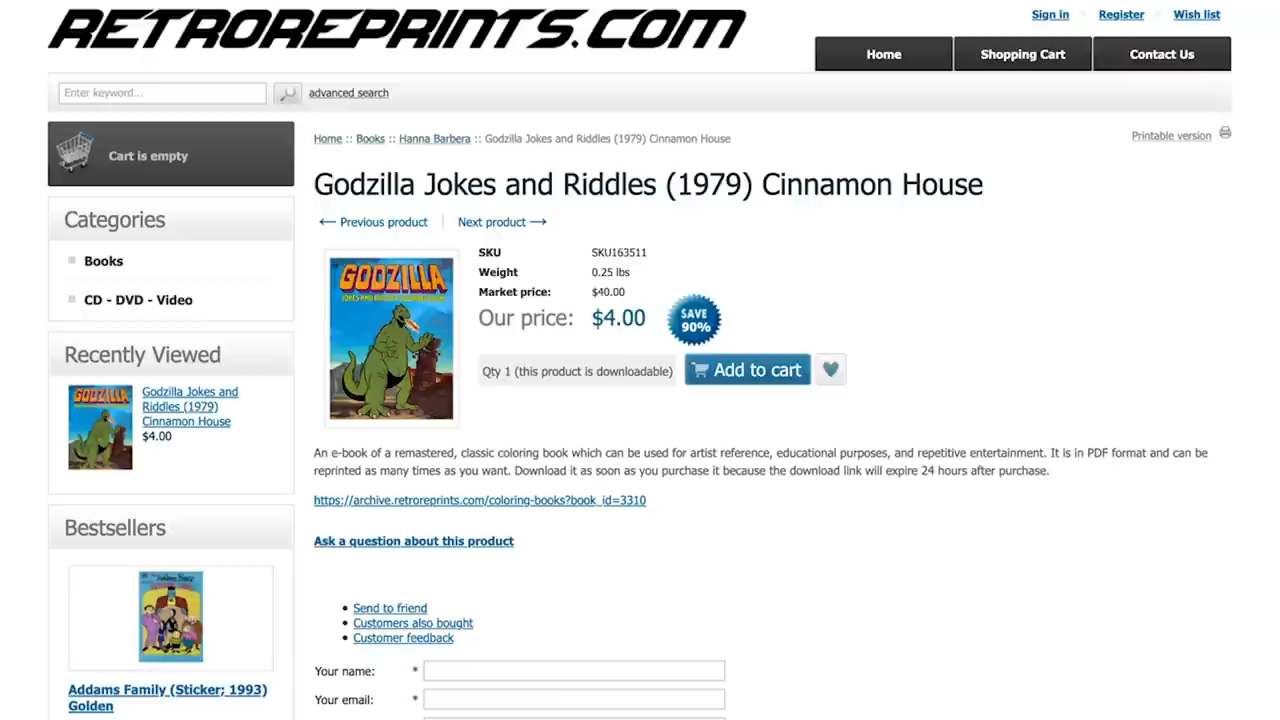 RETROREPRINTS.COM
Sign in
Register
Wish list
Home
Shopping Cart
Contact Us
Enter keyword...
advanced search
Cart is empty
Home :: Books :: Hanna Barbera :: Godzilla Jokes and Riddles (1979) Cinnamon House
Printable version
Godzilla Jokes and Riddles (1979) Cinnamon House
Previous product
Next product
Categories
Books
CD - DVD - Video
GODZILLA
JOKES AND RIDDLES COLORING BOOK
SKU SKU163511
Weight 0.25 lbs
Market price: $40.00
Our price: $4.00
SAVE
90%
Qty 1 (this product is downloadable)
Add to cart
Recently Viewed
GODZILLA
Godzilla Jokes and
Riddles (1979)
Cinnamon House
$4.00
An e-book of a remastered, classic coloring book which can be used for artist reference, educational purposes, and repetitive entertainment. It is in PDF format and can be
reprinted as many times as you want. Download it as soon as you purchase it because the download link will expire 24 hours after purchase.
https://archive.retroreprints.com/coloring-books?book_id=3310
Ask a question about this product
Bestsellers
Addams Family (Sticker; 1993)
Golden
Send to friend
Customers also bought
Customer feedback
Your name: *
Your email: *